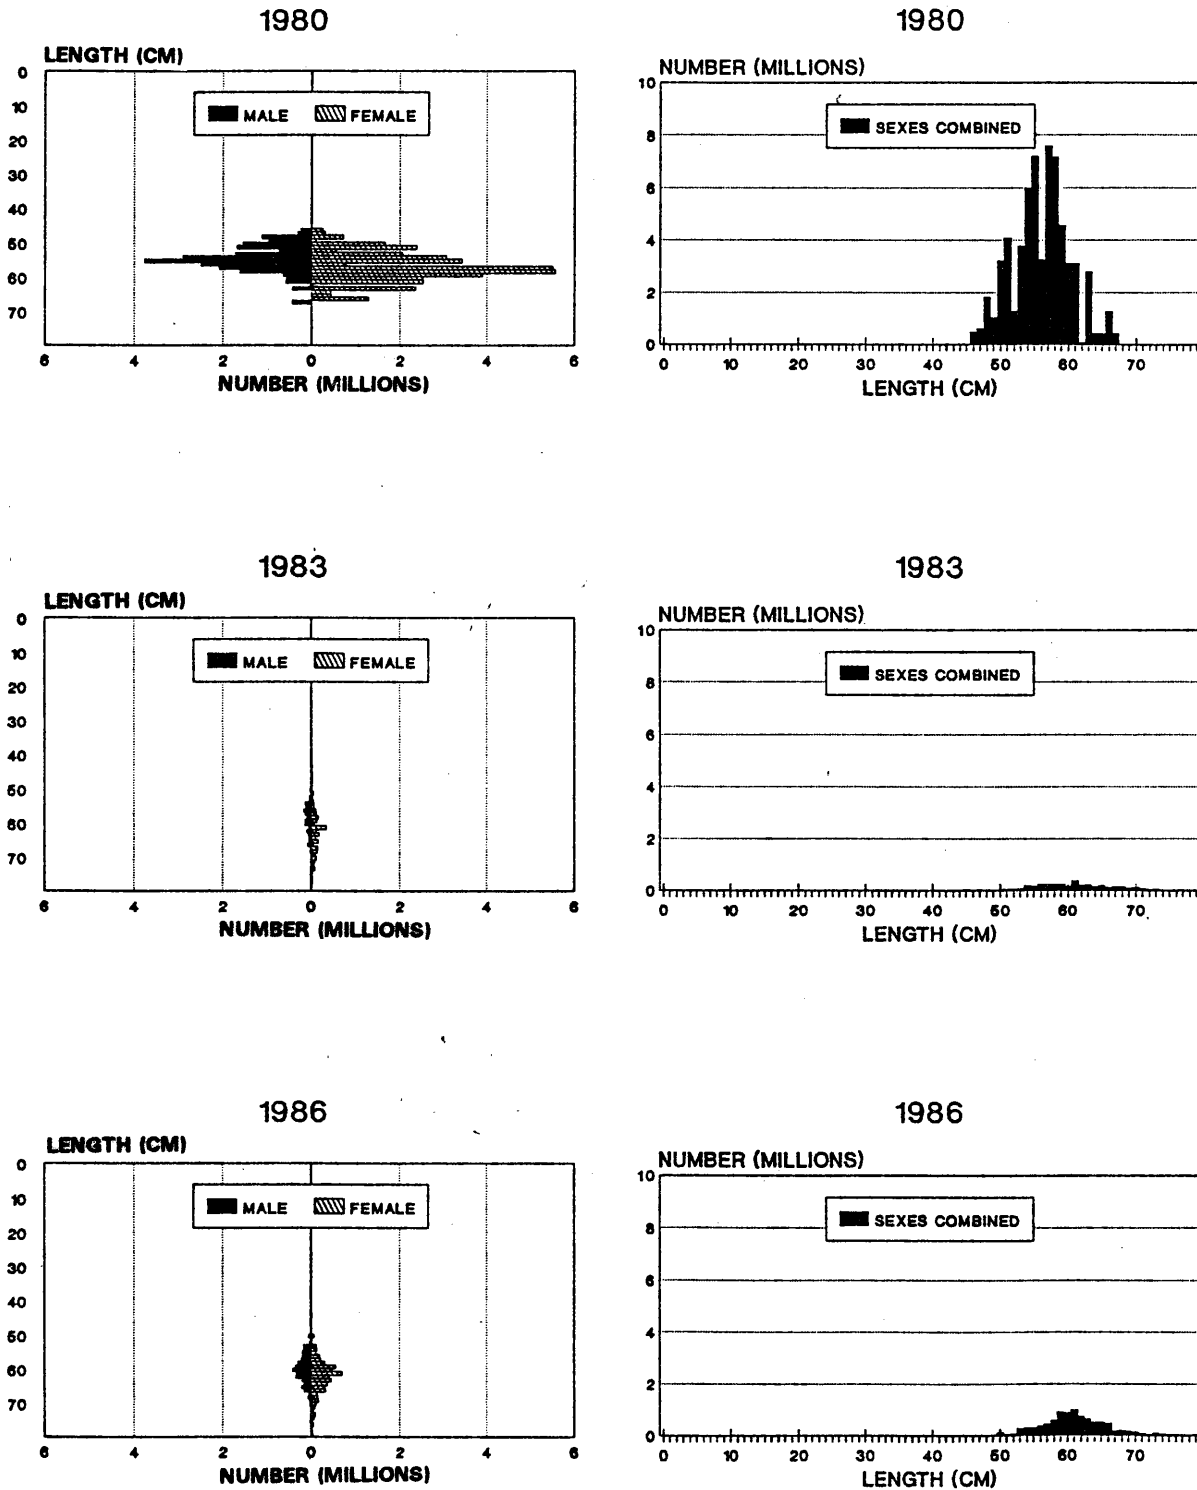 1980
LENGTH (CM)
MALE FEMALE
0
10
20
30
40
50
60
70
6 4 2 0 2 4 6
NUMBER (MILLIONS)
1980
NUMBER (MILLIONS)
SEXES COMBINED
10
8
6
4
2
0
0 10 20 30 40 50 60 70
LENGTH (CM)
1983
LENGTH (CM)
MALE FEMALE
0
10
20
30
40
50
60
70
6 4 2 0 2 4 6
NUMBER (MILLIONS)
1983
NUMBER (MILLIONS)
SEXES COMBINED
10
8
6
4
2
0
0 10 20 30 40 50 60 70
LENGTH (CM)
1986
LENGTH (CM)
MALE FEMALE
0
10
20
30
40
50
60
70
6 4 2 0 2 4 6
NUMBER (MILLIONS)
1986
NUMBER (MILLIONS)
SEXES COMBINED
10
8
6
4
2
0
0 10 20 30 40 50 60 70
LENGTH (CM)